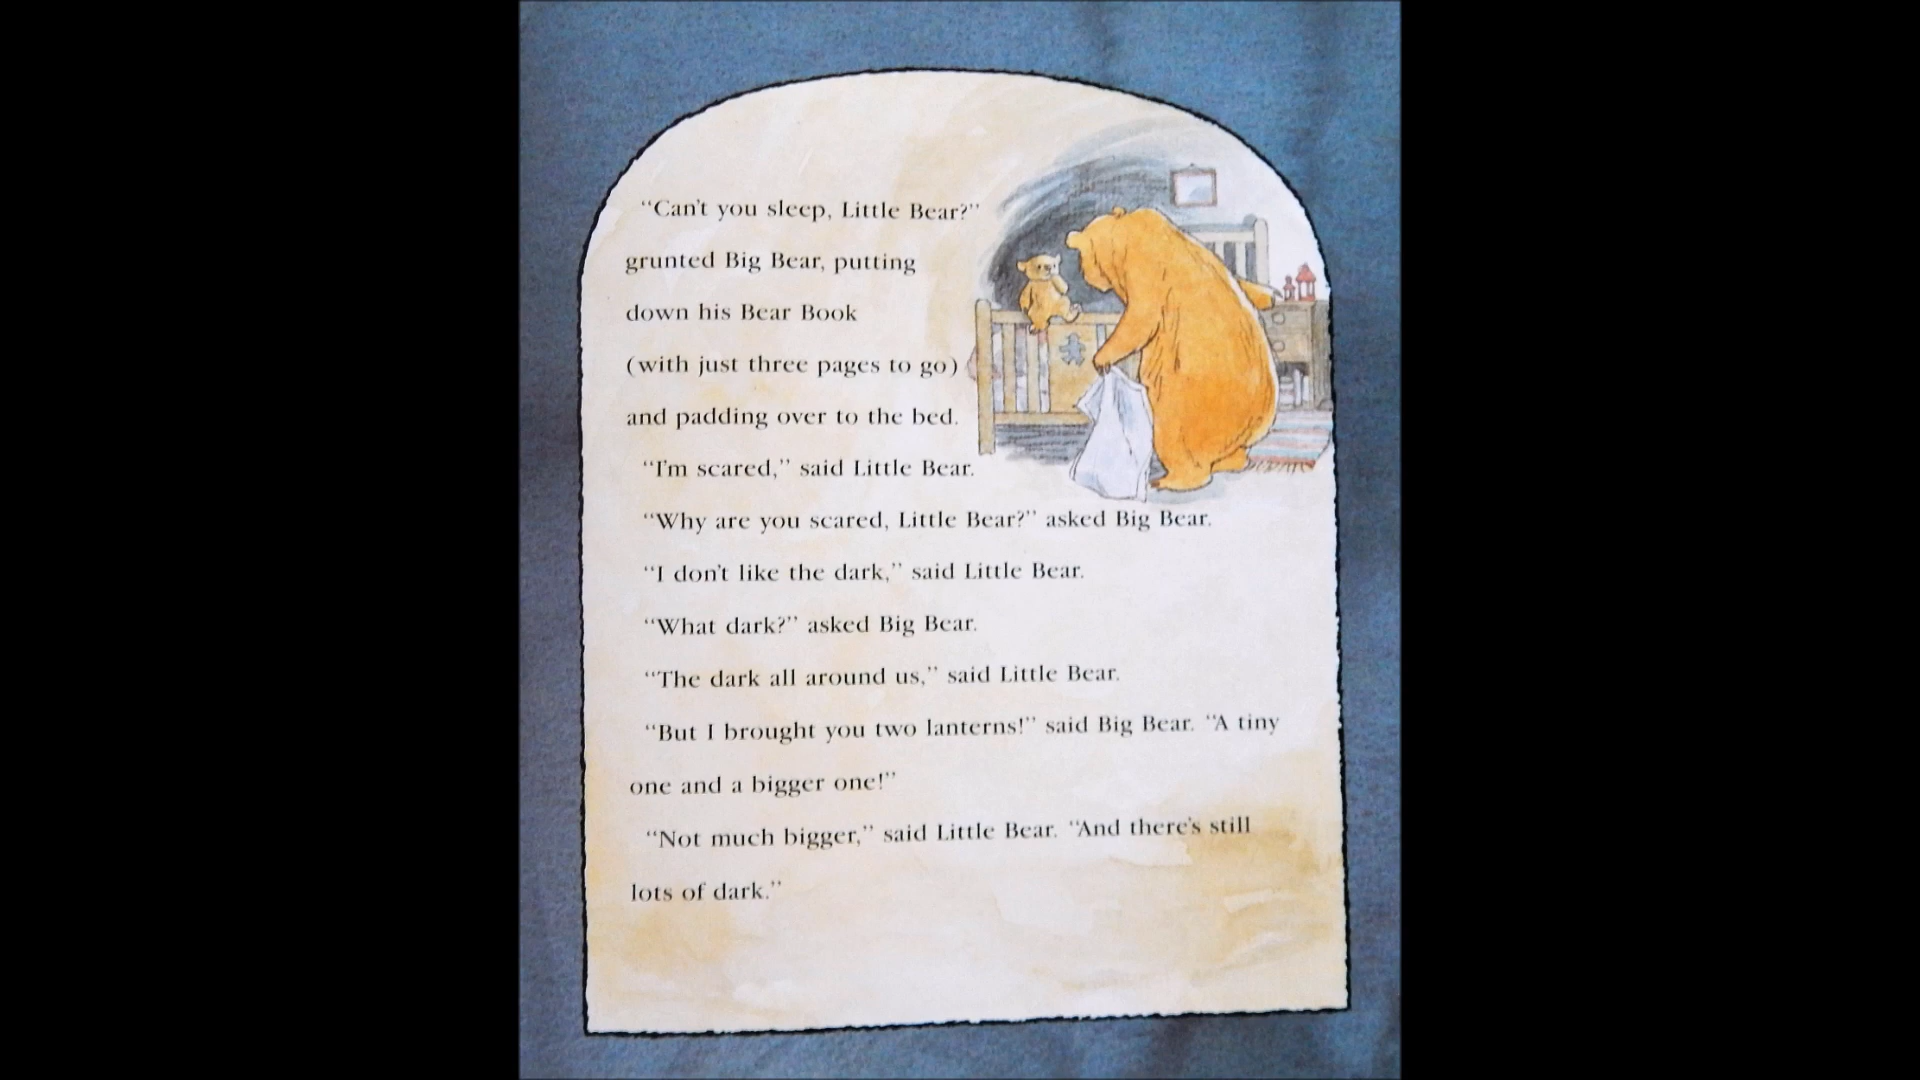 “Can’t you sleep, Little Bear?”
grunted Big Bear, putting
down his Bear Book
(with just three pages to go)
and padding over to the bed.
“I’m scared,” said Little Bear.
“Why are you scared, Little Bear?” asked Big Bear.
“I don’t like the dark,” said Little Bear.
“What dark?” asked Big Bear.
“The dark all around us,” said Little Bear.
“But I brought you two lanterns!” said Big Bear. “A tiny
one and a bigger one!”
“Not much bigger,” said Little Bear. “And there’s still
lots of dark.”